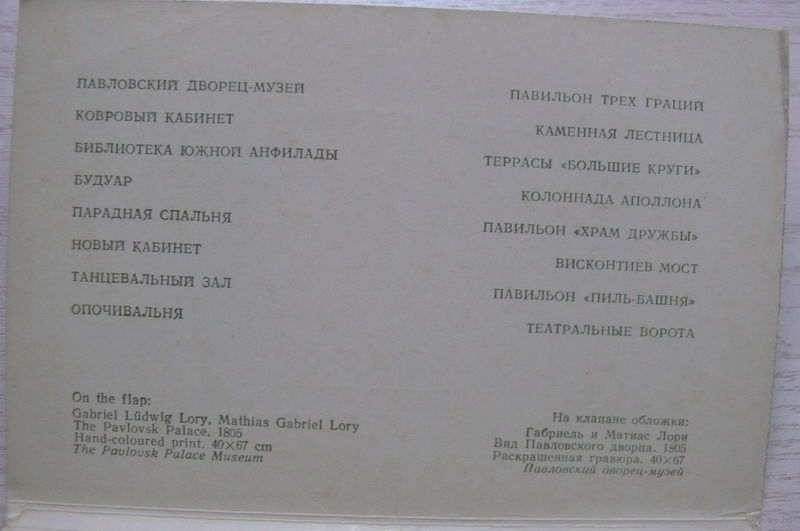 ПАВЛОВСКИЙ ДВОРЕЦ-МУЗЕЙ
КОВРОВЫЙ КАБИНЕТ
БИБЛИОТЕКА ЮЖНОЙ АНФИЛАДЫ
БУДУАР
ПАРАДНАЯ СПАЛЬНЯ
НОВЫЙ КАБИНЕТ
ТАНЦЕВАЛЬНЫЙ ЗАЛ
ОПОЧИВАЛЬНЯ
ПАВИЛЬОН ТРЕХ ГРАЦИЙ
КАМЕННАЯ ЛЕСТНИЦА
ТЕРРАСЫ «БОЛЬШИЕ КРУГИ»
КОЛОННАДА АПОЛЛОНА
ПАВИЛЬОН «ХРАМ ДРУЖБЫ»
ВИСКОНТИЕВ МОСТ
ПАВИЛЬОН «ПИЛЬ-БАШНЯ»
ТЕАТРАЛЬНЫЕ ВОРОТА
On the flap:
Gabriel Lüdwig Lory, Mathias Gabriel Lory
The Pavlovsk Palace. 1805
Hand-coloured print. 40×67 cm
The Pavlovsk Palace Museum
На клапане обложки:
Габриель и Матиас Лори
Вид Павловского дворца. 1805
Раскрашенная гравюра. 40×67
Павловский дворец-музей